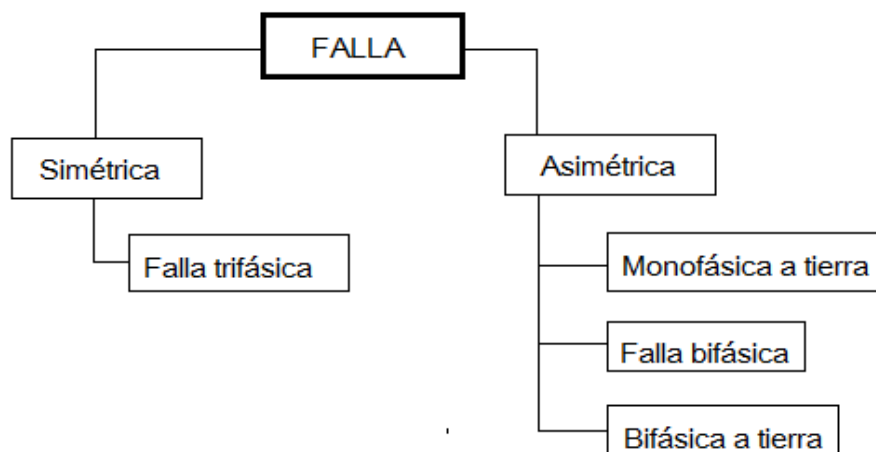 FALLA
Simétrica
Asimétrica
Falla trifásica
Monofásica a tierra
Falla bifásica
Bifásica a tierra